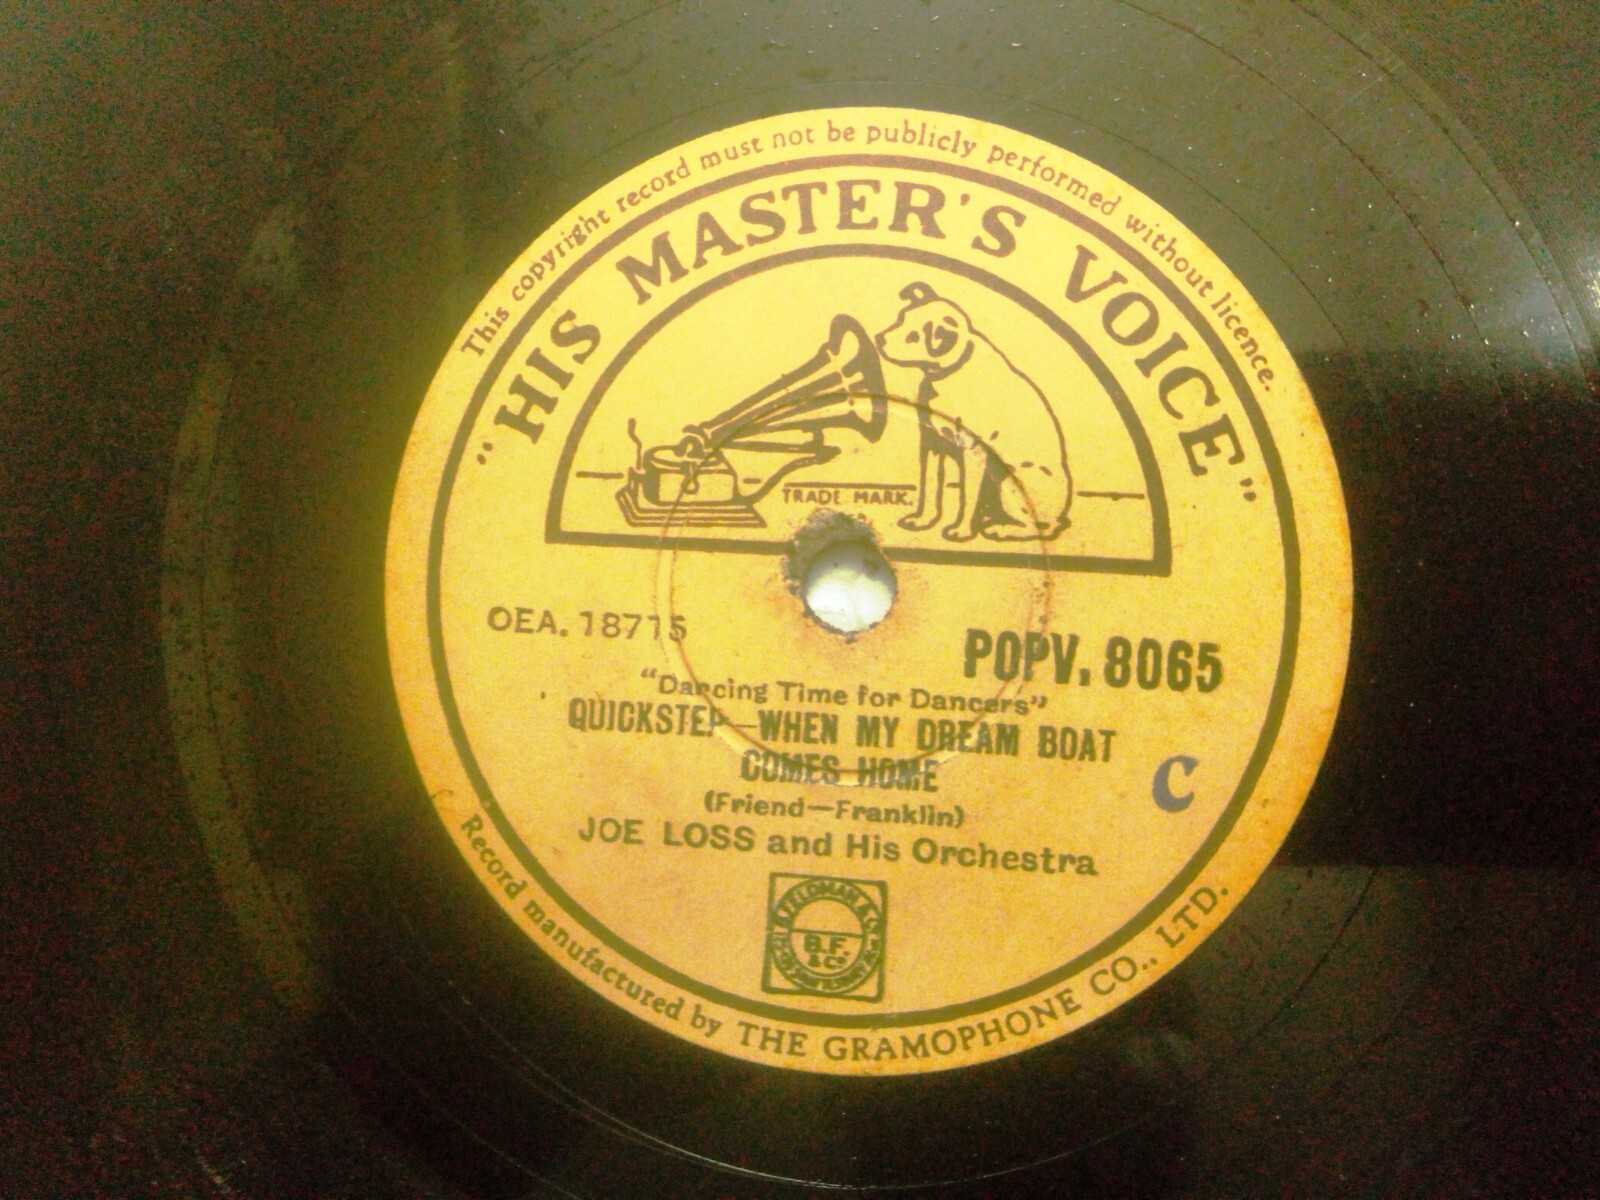 This copyright record must not be publicly performed without licence.
"HIS MASTER'S VOICE"
TRADE MARK.
OEA. 18715
POPV. 8065
"Dancing Time for Dancers"
QUICKSTEP—WHEN MY DREAM BOAT
COMES HOME
C
(Friend—Franklin)
JOE LOSS and His Orchestra
FELDMAN & Co
B.F.
& Co
Record manufactured by THE GRAMOPHONE CO., LTD.